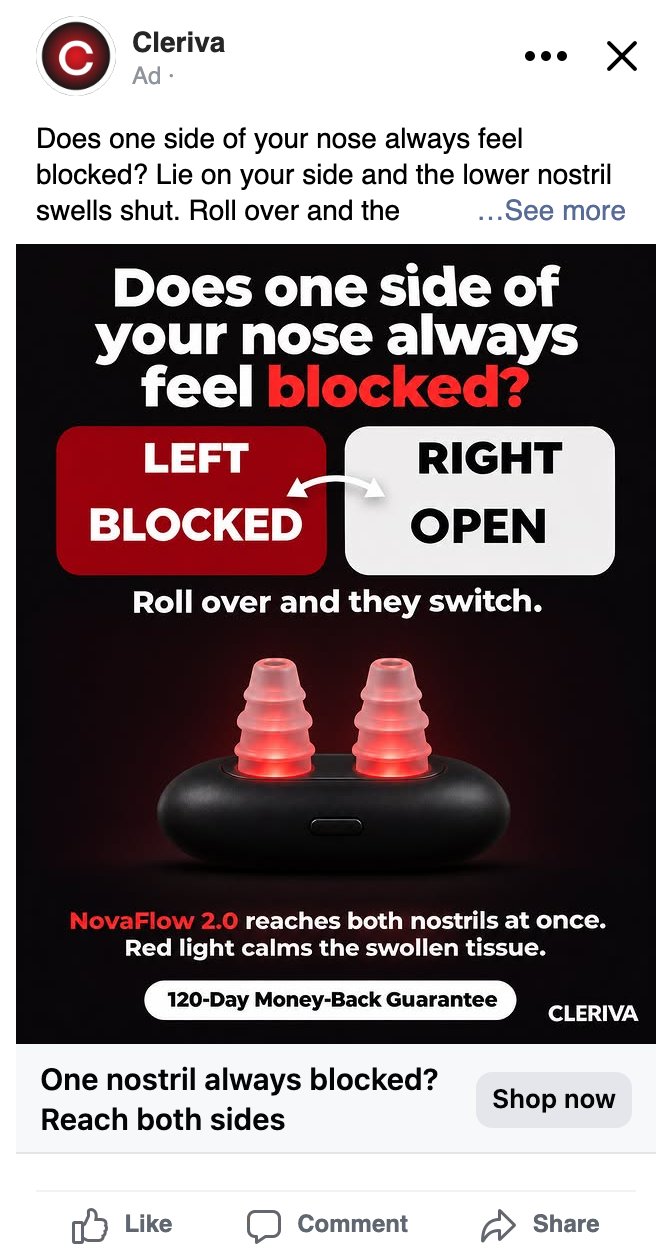 Cleriva
Ad ·
Does one side of your nose always feel
blocked? Lie on your side and the lower nostril
swells shut. Roll over and the ...See more
Does one side of
your nose always
feel blocked?
LEFT
BLOCKED
RIGHT
OPEN
Roll over and they switch.
NovaFlow 2.0 reaches both nostrils at once.
Red light calms the swollen tissue.
120-Day Money-Back Guarantee
CLERIVA
One nostril always blocked?
Reach both sides
Shop now
Like
Comment
Share